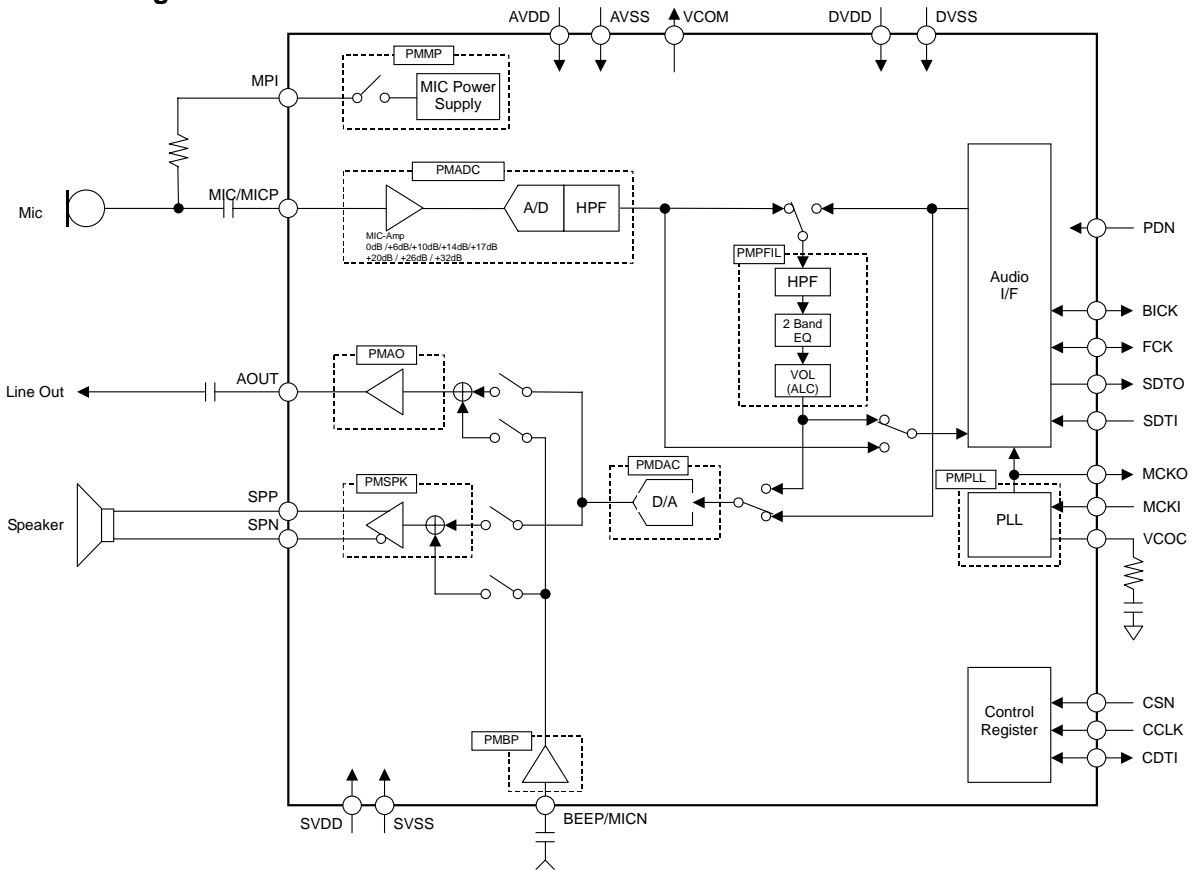 AVDD
AVSS
VCOM
DVDD
DVSS
PMMP
MPI
MIC Power
Supply
PMADC
MIC/MICP
Mic
A/D
HPF
MIC-Amp
0dB /+6dB/+10dB/+14dB/+17dB
+20dB / +26dB / +32dB
PDN
PMPFIL
HPF
Audio
I/F
BICK
2 Band
EQ
FCK
PMAO
VOL
(ALC)
AOUT
SDTO
Line Out
SDTI
PMDAC
PMPLL
MCKO
PMSPK
SPP
D/A
MCKI
Speaker
SPN
PLL
VCOC
CSN
Control
Register
CCLK
PMBP
CDTI
SVDD
SVSS
BEEP/MICN